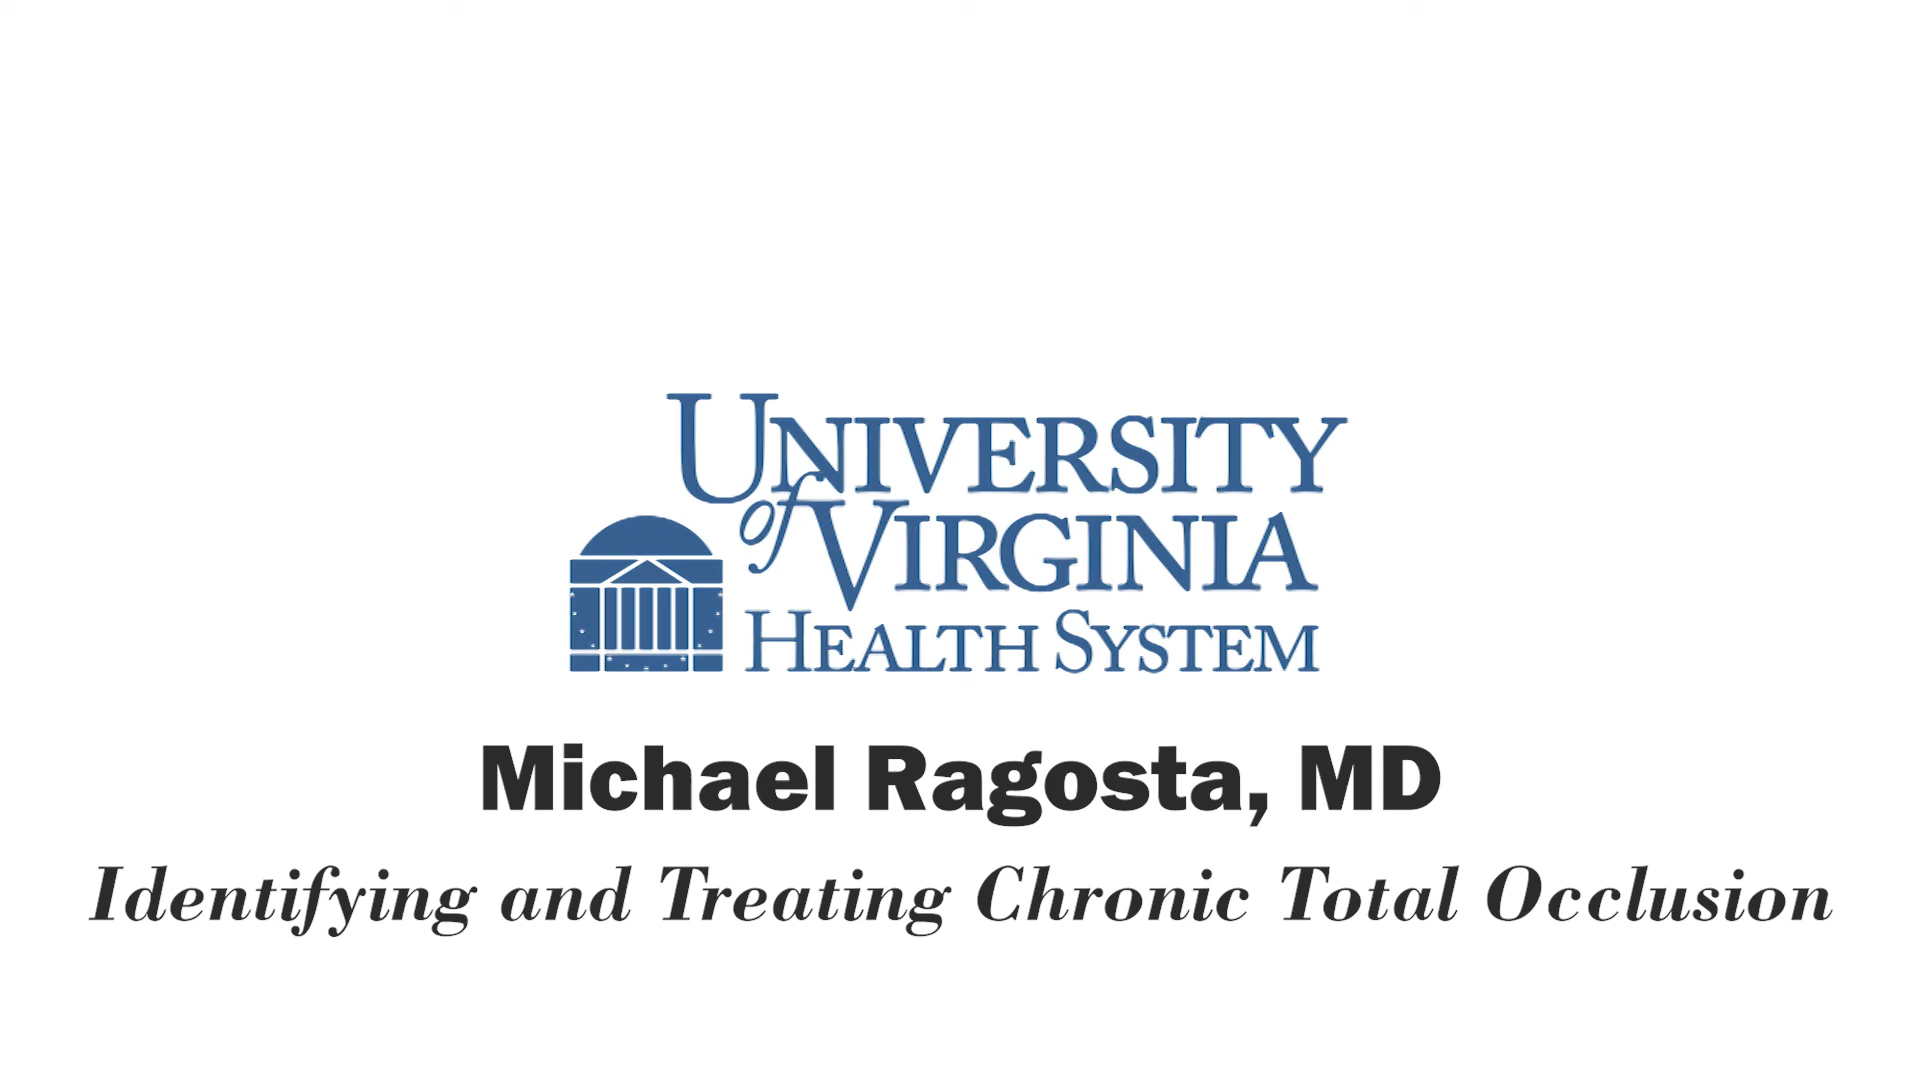 UNIVERSITY
of VIRGINIA
HEALTH SYSTEM
Michael Ragosta, MD
Identifying and Treating Chronic Total Occlusion